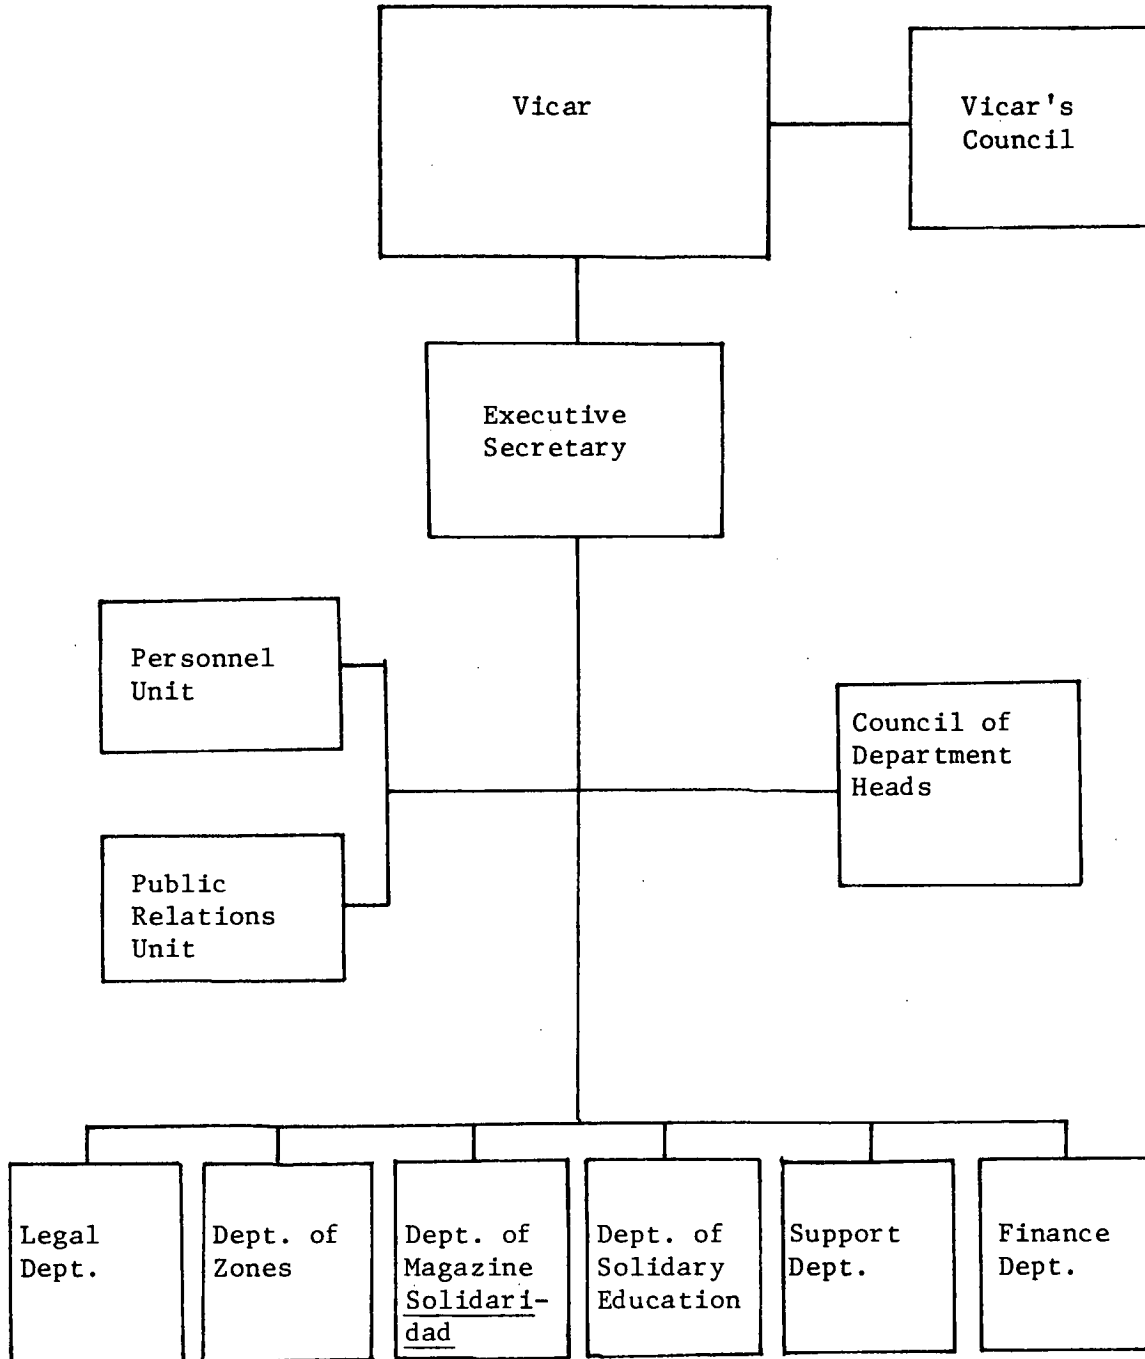 Vicar
Vicar's
Council
Executive
Secretary
Personnel
Unit
Council of
Department
Heads
Public
Relations
Unit
Legal
Dept.
Dept. of
Zones
Dept. of
Magazine
Solidari-
dad
Dept. of
Solidary
Education
Support
Dept.
Finance
Dept.